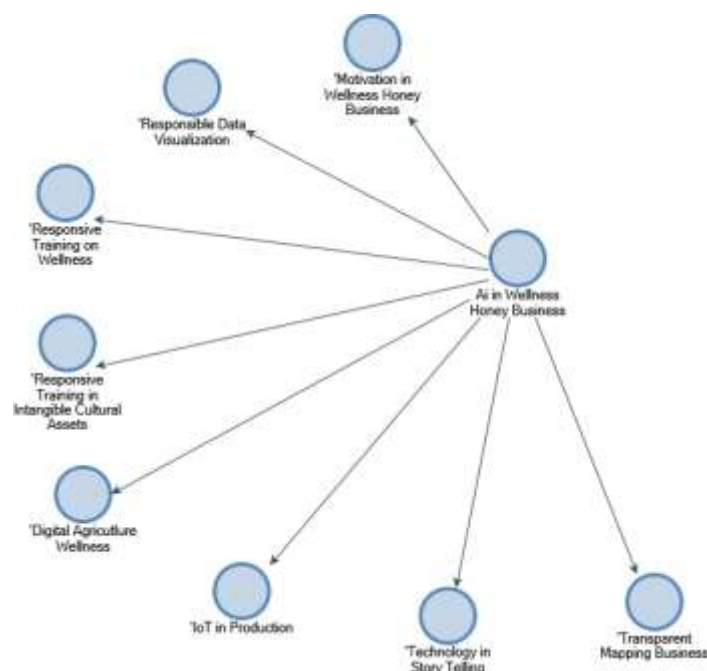 'Motivation in
Wellness Honey
Business
'Responsible Data
Visualization
'Responsive
Training on
Wellness
Ai in Wellness
Honey Business
'Responsive
Training in
Intangible Cultural
Assets
'Digital Agricutlure
Wellness
'IoT in Production
'Technology in
Story Telling
'Transparent
Mapping Business